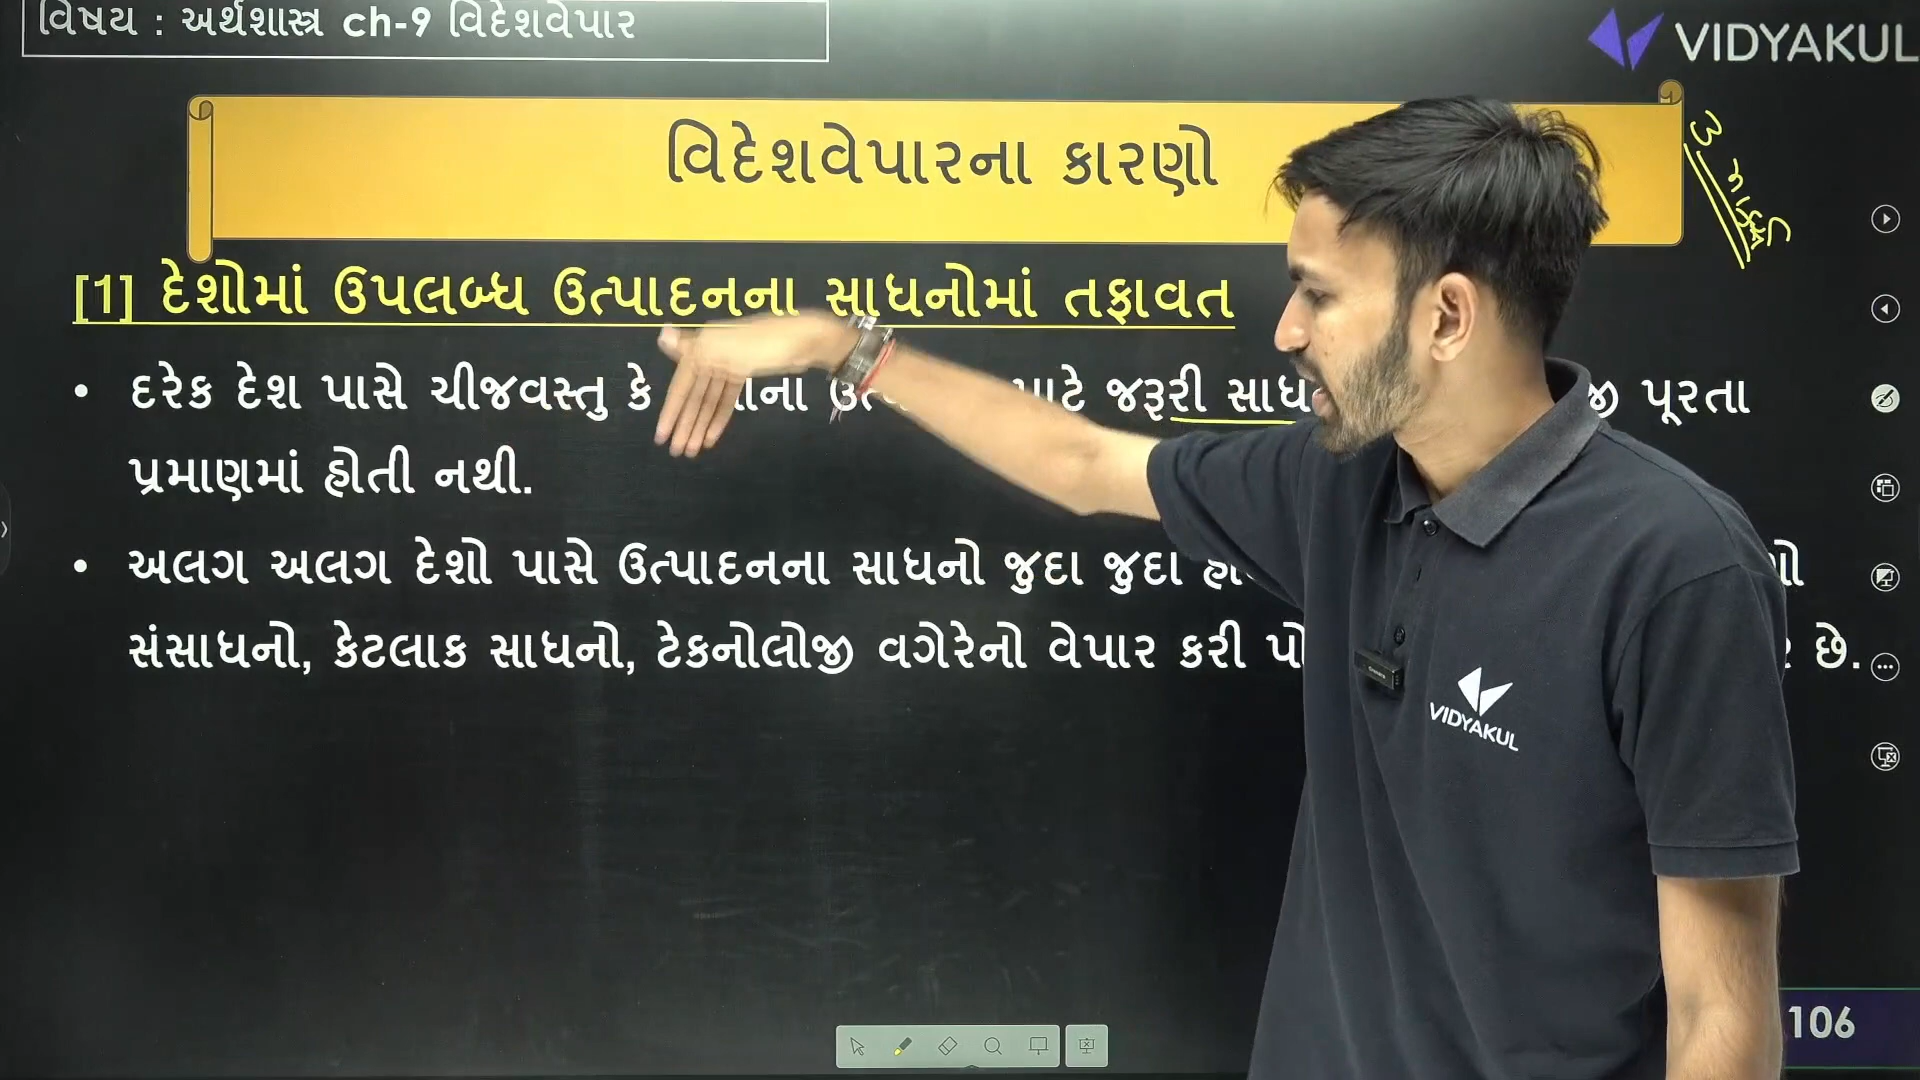 વિષય : અર્થશાસ્ત્ર ch-9 વિદેશવેપાર
VIDYAKUL
વિદેશવેપારના કારણો
[1] દેશોમાં ઉપલબ્ધ ઉત્પાદનના સાધનોમાં તફાવત
• દરેક દેશ પાસે ચીજવસ્તુ કે જરૂરી પૂરતા
પ્રમાણમાં હોતી નથી.
• અલગ અલગ દેશો પાસે ઉત્પાદનના સાધનો જુદા જુદા
સંસાધનો, કેટલાક સાધનો, ટેકનોલોજી વગેરેનો વેપાર કરી છે.
VIDYAKUL
106